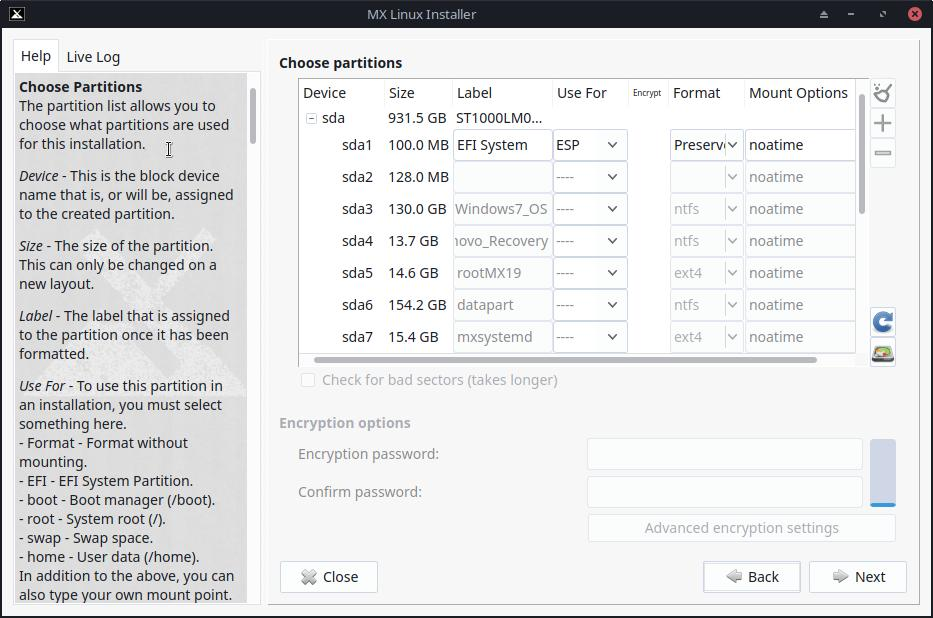 MX Linux Installer
Help
Live Log
Choose Partitions
The partition list allows you to
choose what partitions are used
for this installation.
Device - This is the block device
name that is, or will be, assigned
to the created partition.
Size - The size of the partition.
This can only be changed on a
new layout.
Label - The label that is assigned
to the partition once it has been
formatted.
Use For - To use this partition in
an installation, you must select
something here.
- Format - Format without
mounting.
- EFI - EFI System Partition.
- boot - Boot manager (/boot).
- root - System root (/).
- swap - Swap space.
- home - User data (/home).
In addition to the above, you can
also type your own mount point.
Choose partitions
Device Size Label Use For Encrypt Format Mount Options
sda 931.5 GB ST1000LM0...
sda1 100.0 MB EFI System ESP Preserv noatime
sda2 128.0 MB ---- noatime
sda3 130.0 GB Windows7_OS ---- ntfs noatime
sda4 13.7 GB novo_Recovery ---- ntfs noatime
sda5 14.6 GB rootMX19 ---- ext4 noatime
sda6 154.2 GB datapart ---- ntfs noatime
sda7 15.4 GB mxsystemd ---- ext4 noatime
Check for bad sectors (takes longer)
Encryption options
Encryption password:
Confirm password:
Advanced encryption settings
Close
Back
Next